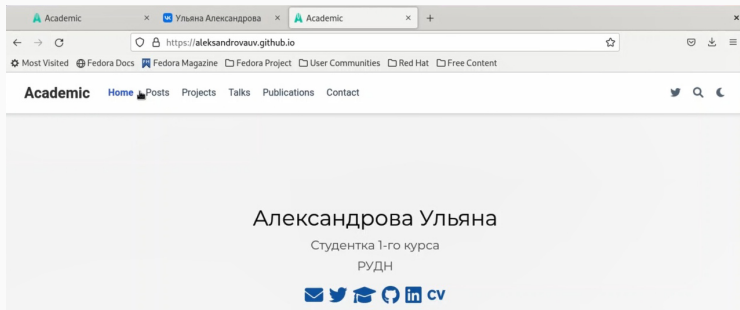 Academic × Ульяна Александрова × Academic × +
https://aleksandrovauv.github.io
Most Visited Fedora Docs Fedora Magazine Fedora Project User Communities Red Hat Free Content
Academic Home Posts Projects Talks Publications Contact
Александрова Ульяна
Студентка 1-го курса
РУДН
in CV